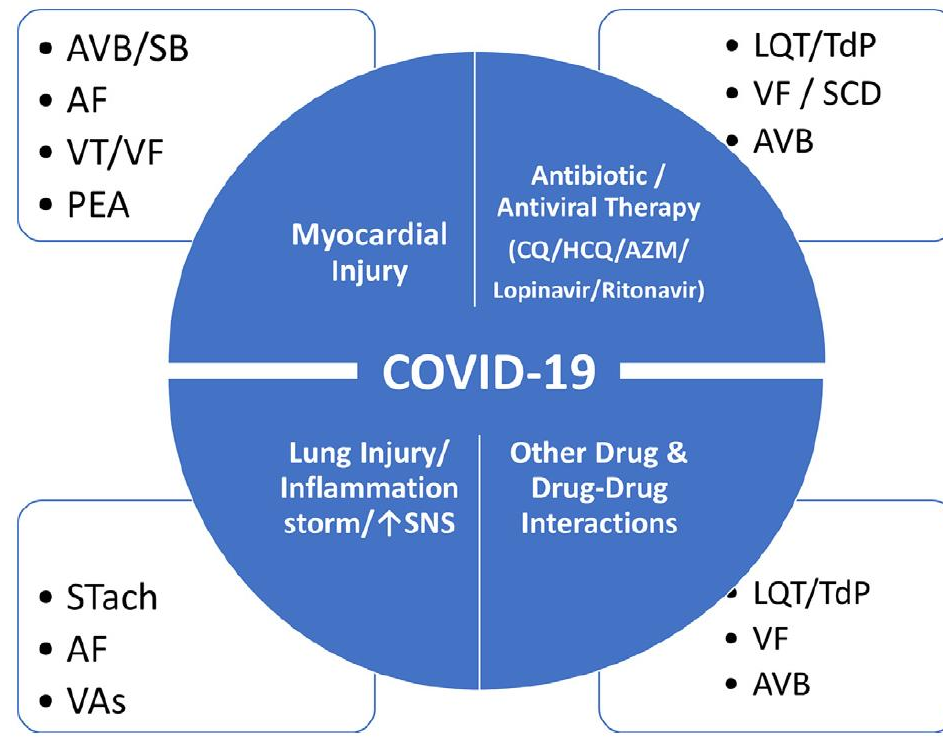 • AVB/SB
• AF
• VT/VF
• PEA
• LQT/TdP
• VF / SCD
• AVB
Myocardial
Injury
Antibiotic /
Antiviral Therapy
(CQ/HCQ/AZM/
Lopinavir/Ritonavir)
COVID-19
Lung Injury/
Inflammation
storm/↑SNS
Other Drug &
Drug-Drug
Interactions
• STach
• AF
• VAs
• LQT/TdP
• VF
• AVB